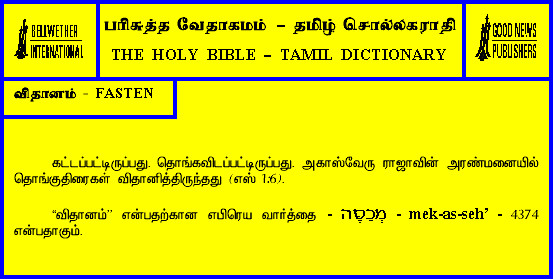 BELLWETHER
INTERNATIONAL
பரிசுத்த வேதாகமம் – தமிழ் சொல்லகராதி
THE HOLY BIBLE – TAMIL DICTIONARY
GOOD NEWS
PUBLISHERS
விதானம் - FASTEN
கட்டப்பட்டிருப்பது. தொங்கவிடப்பட்டிருப்பது. அகாஸ்வேரு ராஜாவின் அரண்மனையில்
தொங்குதிரைகள் விதானித்திருந்தது (எஸ் 1:6).
“விதானம்” என்பதற்கான எபிரெய வார்த்தை - מְכַסֶּה - mek-as-seh’ - 4374
என்பதாகும்.